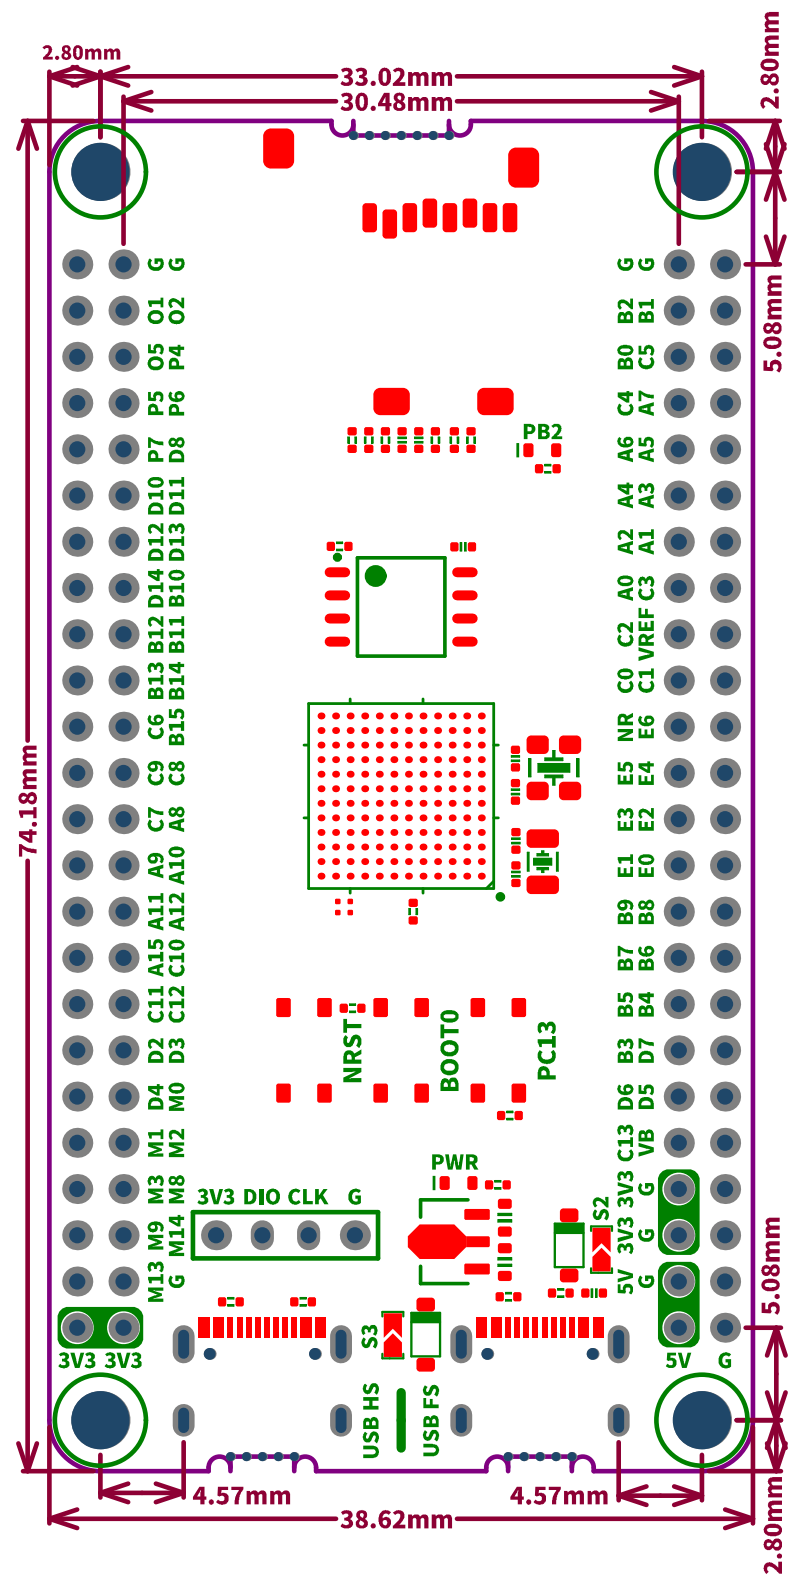 2.80mm
33.02mm
30.48mm
2.80mm
5.08mm
74.18mm
G G
O1 O2
O5 P4
P5 P6
P7 D8
D10 D11
D12 D13
D14 B10
B12 B11
B13 B14
C6 B15
C9 C8
C7 A8
A9 A10
A11 A12
A15 C10
C11 C12
D2 D3
D4 M0
M1 M2
M3 M8
M9 M14
M13 G
3V3 3V3
G G
B2 B1
B0 C5
C4 A7
A6 A5
A4 A3
A2 A1
A0 C3
C2 VREF
C0 C1
NR E6
E5 E4
E3 E2
E1 E0
B9 B8
B7 B6
B5 B4
B3 D7
D6 D5
C13 VB
3V3 G
3V3 G
5V G
5V G
PB2
NRST
BOOT0
PC13
PWR
3V3 DIO CLK G
S2
S3
USB HS
USB FS
5.08mm
4.57mm
4.57mm
38.62mm
2.80mm